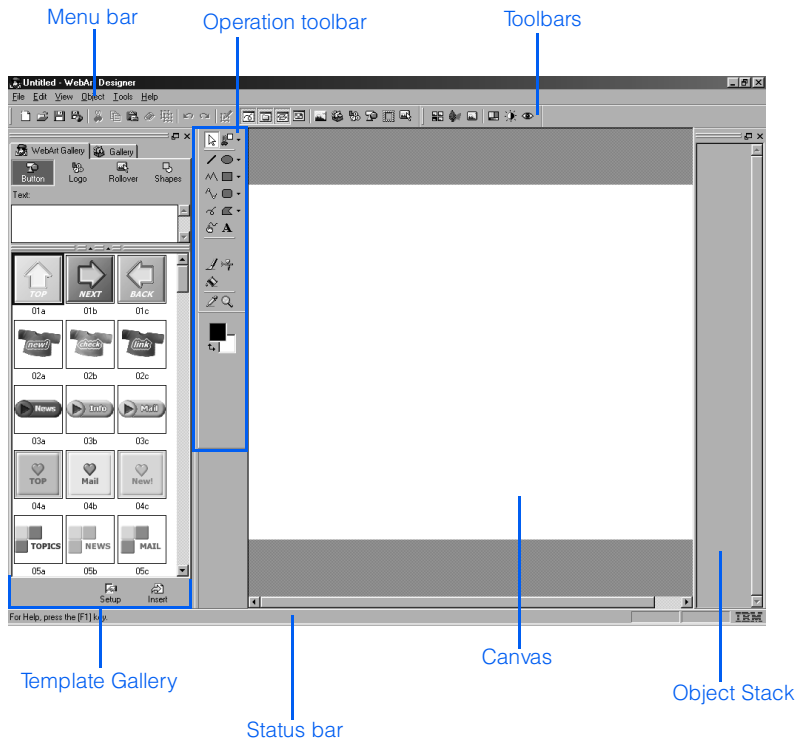 Menu bar
Operation toolbar
Toolbars
Untitled - WebArt Designer
File Edit View Object Tools Help
WebArt Gallery Gallery
Button Logo Rollover Shapes
Text:
TOP NEXT BACK
01a 01b 01c
new! check link
02a 02b 02c
News Info Mail
03a 03b 03c
TOP Mail New!
04a 04b 04c
TOPICS NEWS MAIL
05a 05b 05c
Setup Insert
For Help, press the [F1] key.
IBM
A
Canvas
Template Gallery
Object Stack
Status bar